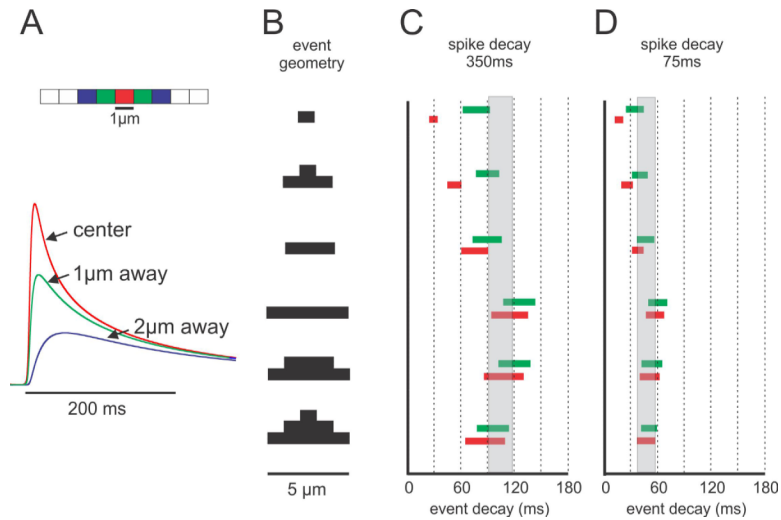 A
B
C
D
event
geometry
spike decay
350ms
spike decay
75ms
1µm
center
1µm away
2µm away
200 ms
5 µm
0
60
120
180
event decay (ms)
0
60
120
180
event decay (ms)